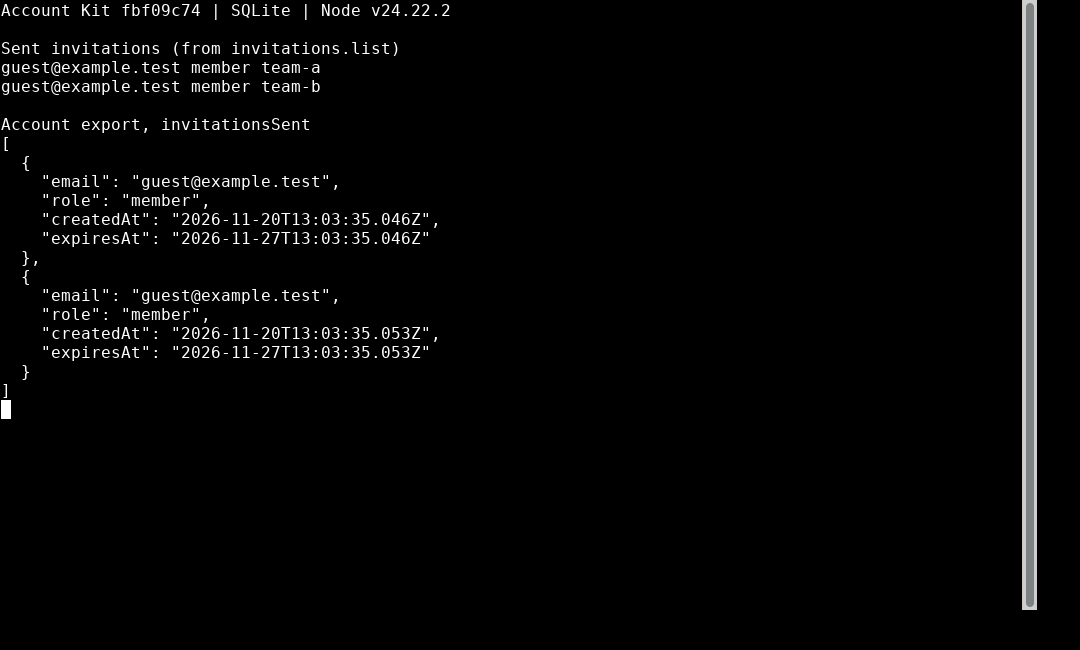 Account Kit fbf09c74 | SQLite | Node v24.22.2

Sent invitations (from invitations.list)
guest@example.test member team-a
guest@example.test member team-b

Account export, invitationsSent
[
  {
    "email": "guest@example.test",
    "role": "member",
    "createdAt": "2026-11-20T13:03:35.046Z",
    "expiresAt": "2026-11-27T13:03:35.046Z"
  },
  {
    "email": "guest@example.test",
    "role": "member",
    "createdAt": "2026-11-20T13:03:35.053Z",
    "expiresAt": "2026-11-27T13:03:35.053Z"
  }
]